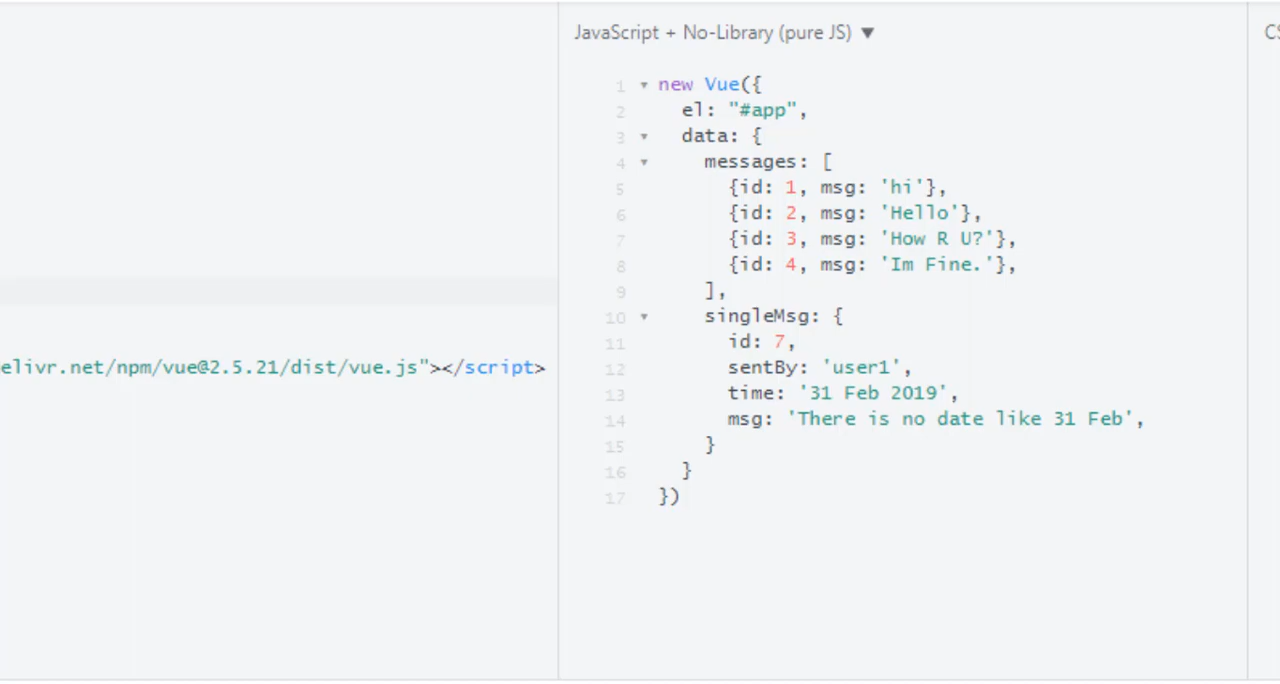 JavaScript + No-Library (pure JS) ▼
CS
1 ▾ new Vue({
2 el: "#app",
3 ▾ data: {
4 ▾ messages: [
5 {id: 1, msg: 'hi'},
6 {id: 2, msg: 'Hello'},
7 {id: 3, msg: 'How R U?'},
8 {id: 4, msg: 'Im Fine.'},
9 ],
10 ▾ singleMsg: {
11 id: 7,
12 sentBy: 'user1',
13 time: '31 Feb 2019',
14 msg: 'There is no date like 31 Feb',
15 }
16 }
17 })
elivr.net/npm/vue@2.5.21/dist/vue.js"></script>